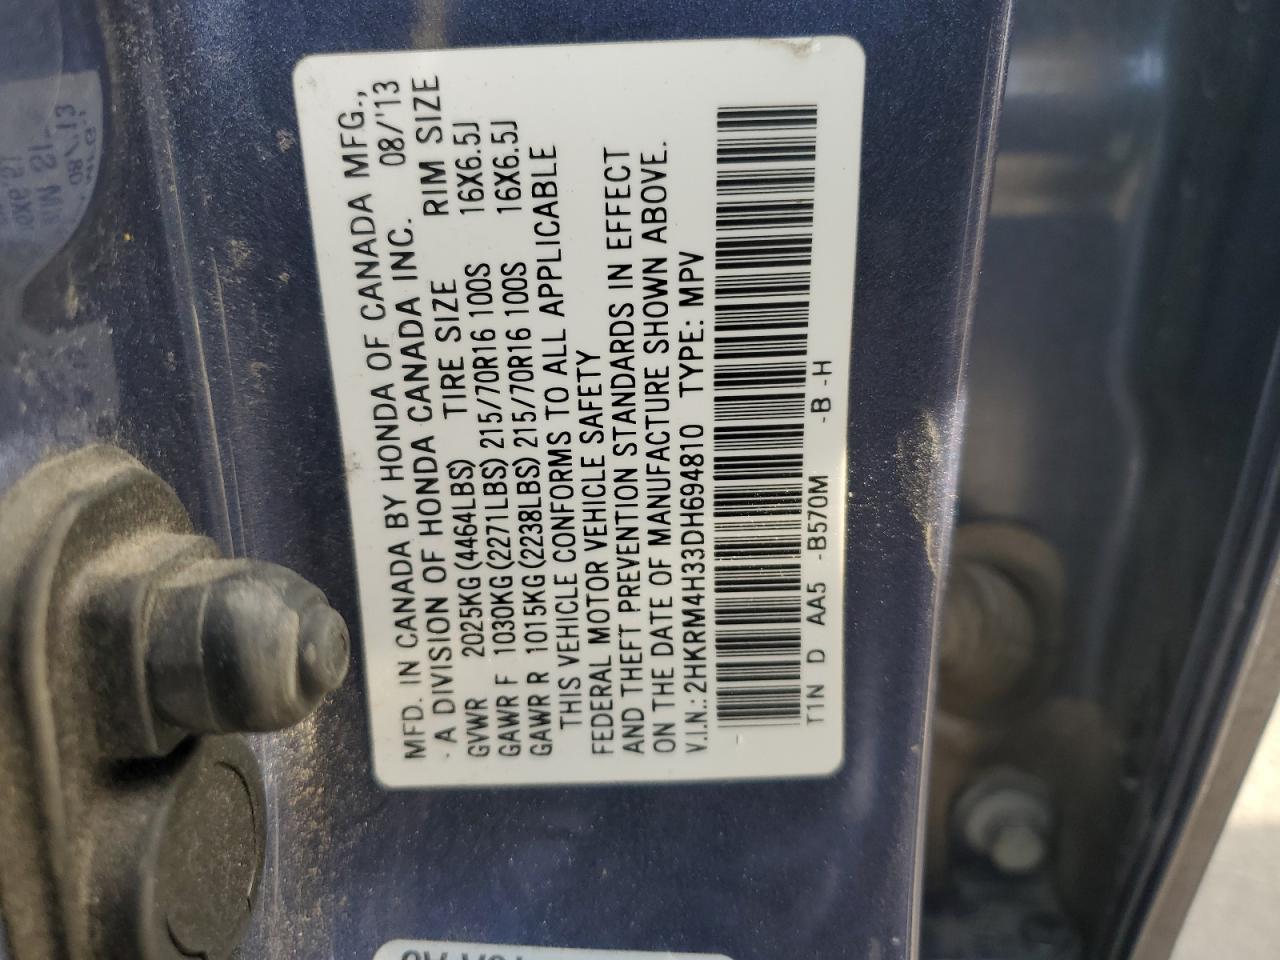 MFD. IN CANADA BY HONDA OF CANADA MFG.,
A DIVISION OF HONDA CANADA INC. 08/'13
GVWR 2025KG(4464LBS) TIRE SIZE RIM SIZE
GAWR F 1030KG(2271LBS) 215/70R16 100S 16X6.5J
GAWR R 1015KG(2238LBS) 215/70R16 100S 16X6.5J
THIS VEHICLE CONFORMS TO ALL APPLICABLE
FEDERAL MOTOR VEHICLE SAFETY
AND THEFT PREVENTION STANDARDS IN EFFECT
ON THE DATE OF MANUFACTURE SHOWN ABOVE.
V.I.N.: 2HKRM4H33DH694810 TYPE: MPV
T1N D AA5 -B570M -B -H